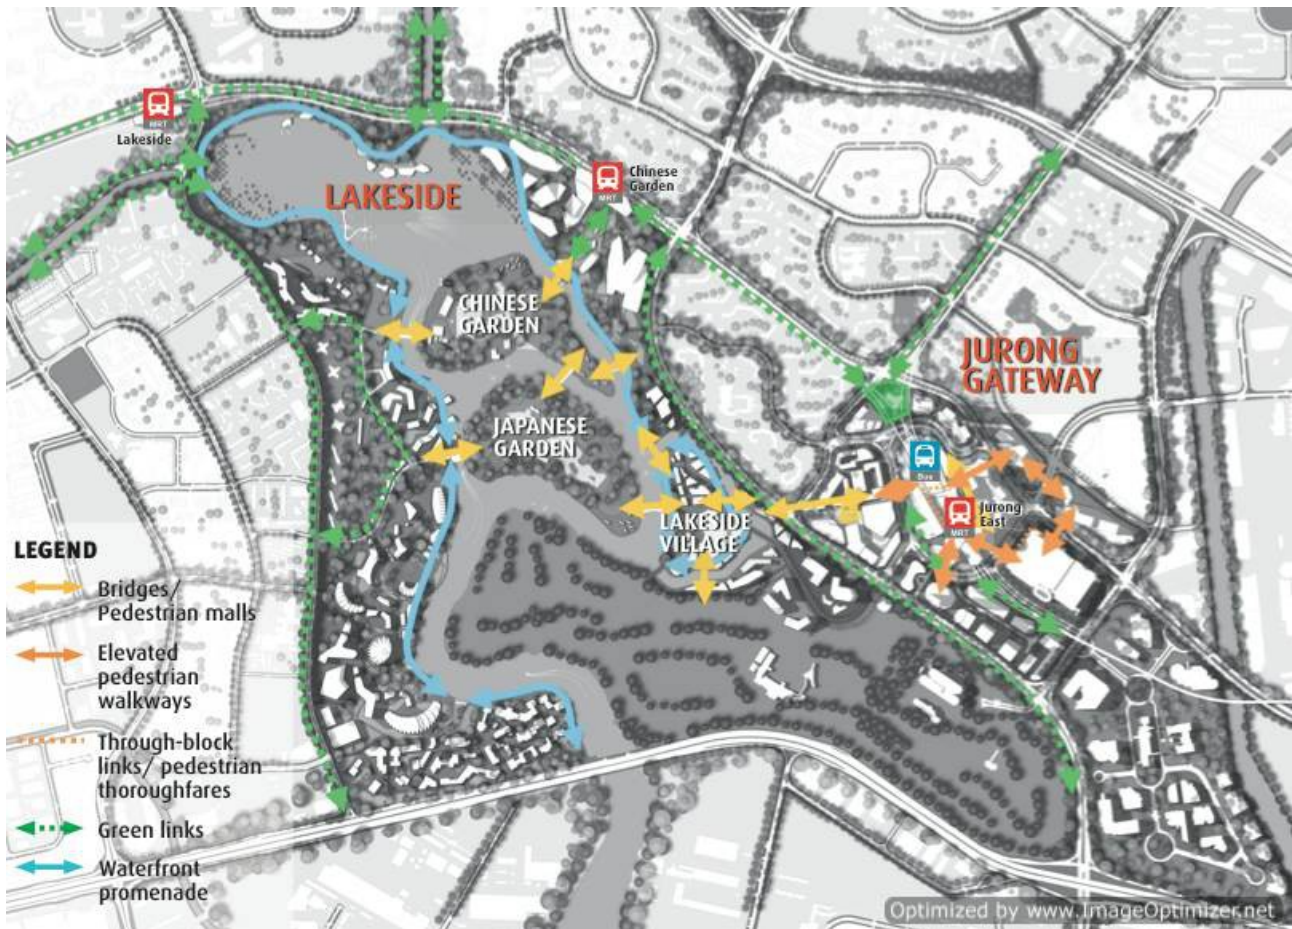 MRT
Lakeside
LAKESIDE
MRT
Chinese
Garden
CHINESE
GARDEN
JURONG
GATEWAY
JAPANESE
GARDEN
Bus
MRT
Jurong
East
LAKESIDE
VILLAGE
LEGEND
Bridges/
Pedestrian malls
Elevated
pedestrian
walkways
Through-block
links/ pedestrian
thoroughfares
Green links
Waterfront
promenade
Optimized by www.ImageOptimizer.net